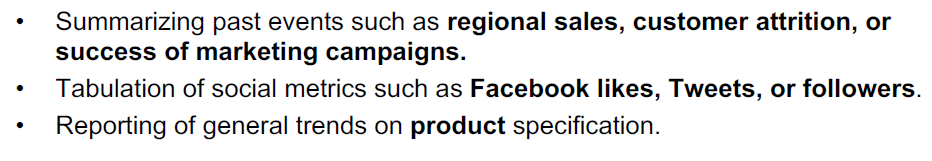 • Summarizing past events such as regional sales, customer attrition, or
success of marketing campaigns.
• Tabulation of social metrics such as Facebook likes, Tweets, or followers.
• Reporting of general trends on product specification.